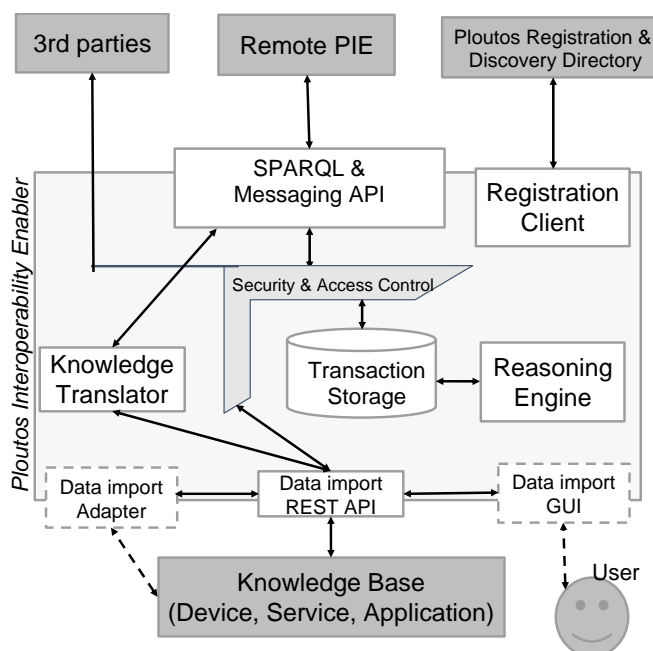 3rd parties
Remote PIE
Ploutos Registration &
Discovery Directory
SPARQL &
Messaging API
Registration
Client
Ploutos Interoperability Enabler
Security & Access Control
Knowledge
Translator
Transaction
Storage
Reasoning
Engine
Data import
Adapter
Data import
REST API
Data import
GUI
Knowledge Base
(Device, Service, Application)
User